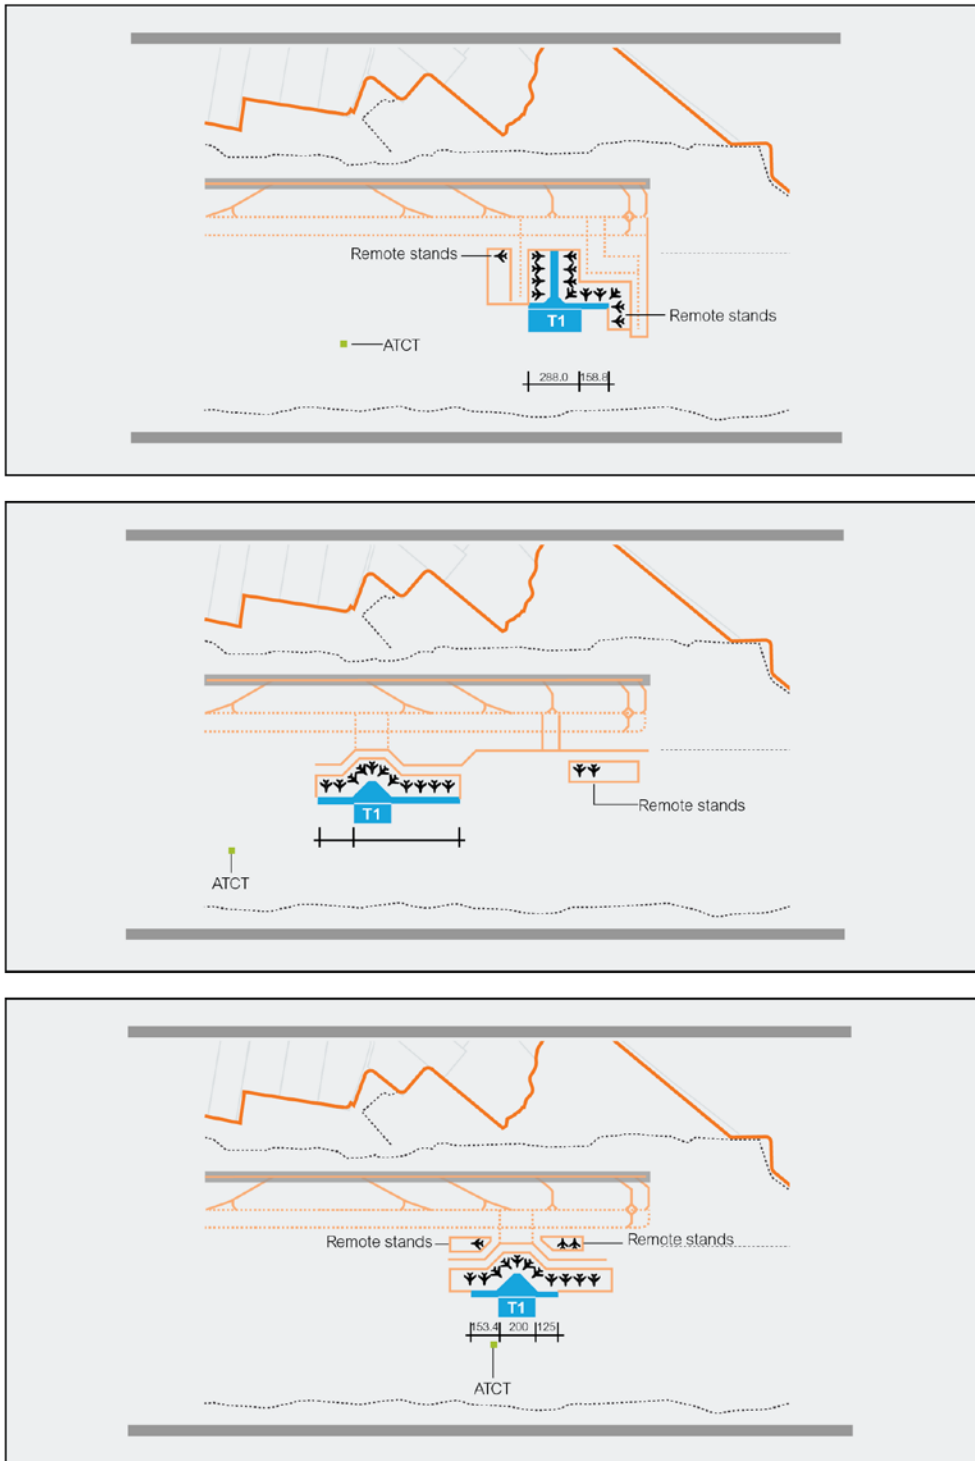 Remote stands
Remote stands
T1
ATCT
288.0 158.8
T1
Remote stands
ATCT
Remote stands
Remote stands
T1
153.4 200 125
ATCT